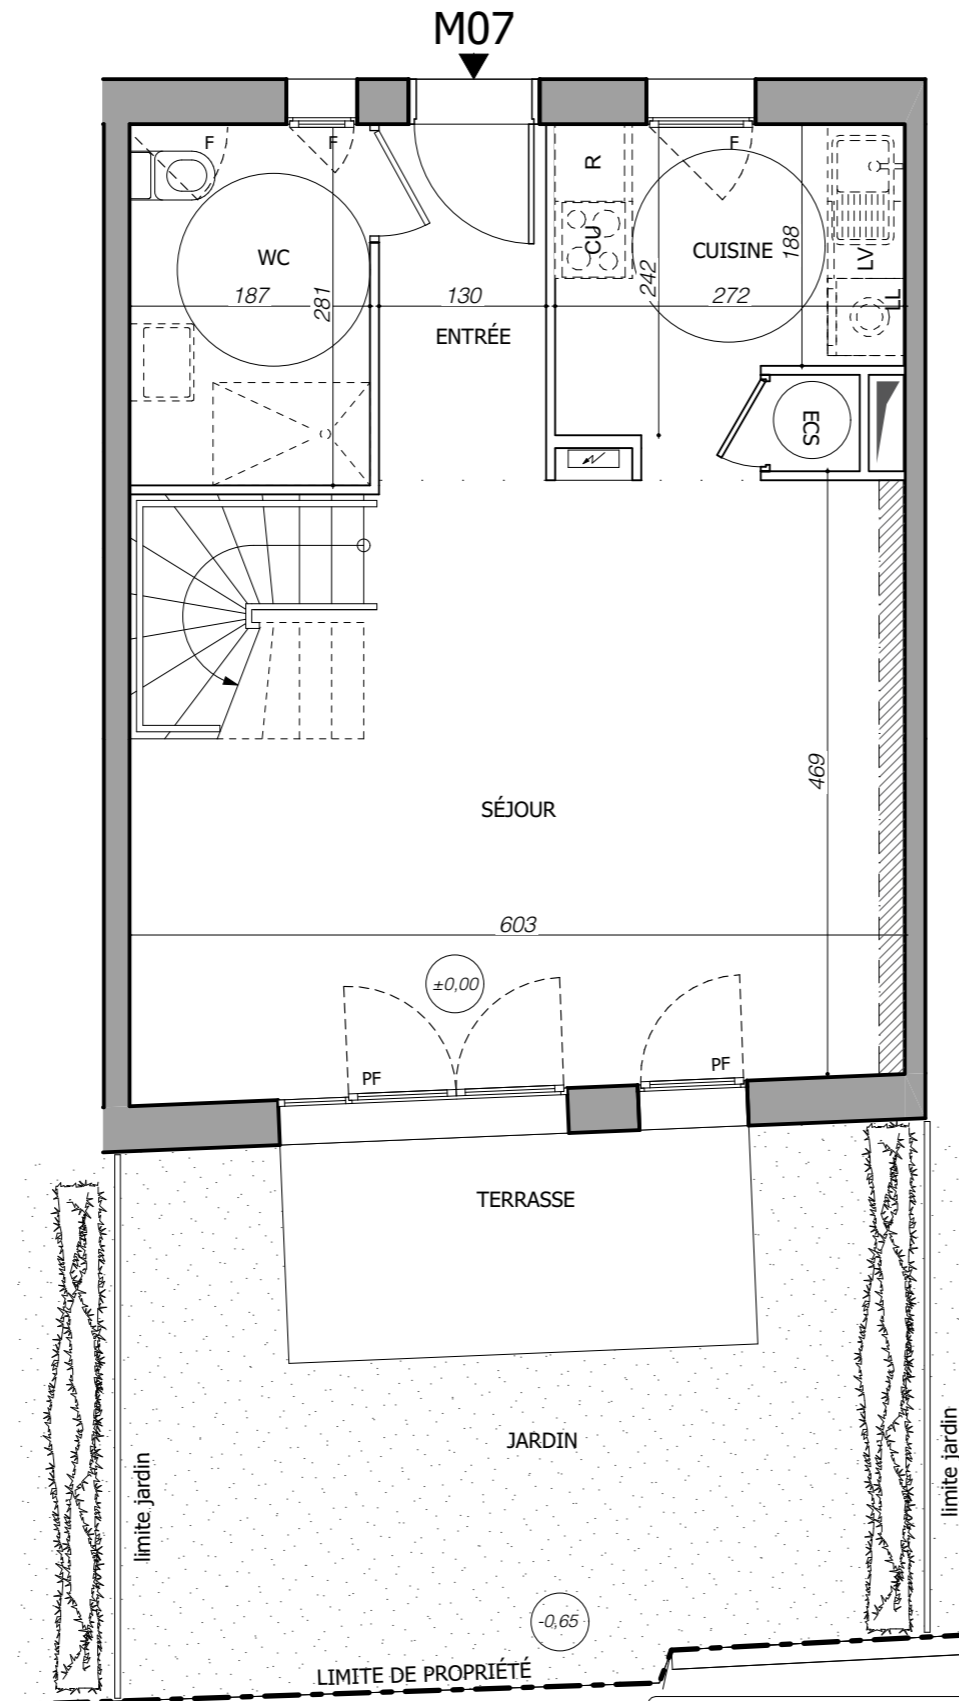 M07
F
F
F
R
WC
CU
CUISINE
188
LV
242
187
281
130
272
LL
ENTRÉE
ECS
469
SÉJOUR
603
±0,00
PF
PF
TERRASSE
JARDIN
limite jardin
limite jardin
-0,65
LIMITE DE PROPRIÉTÉ